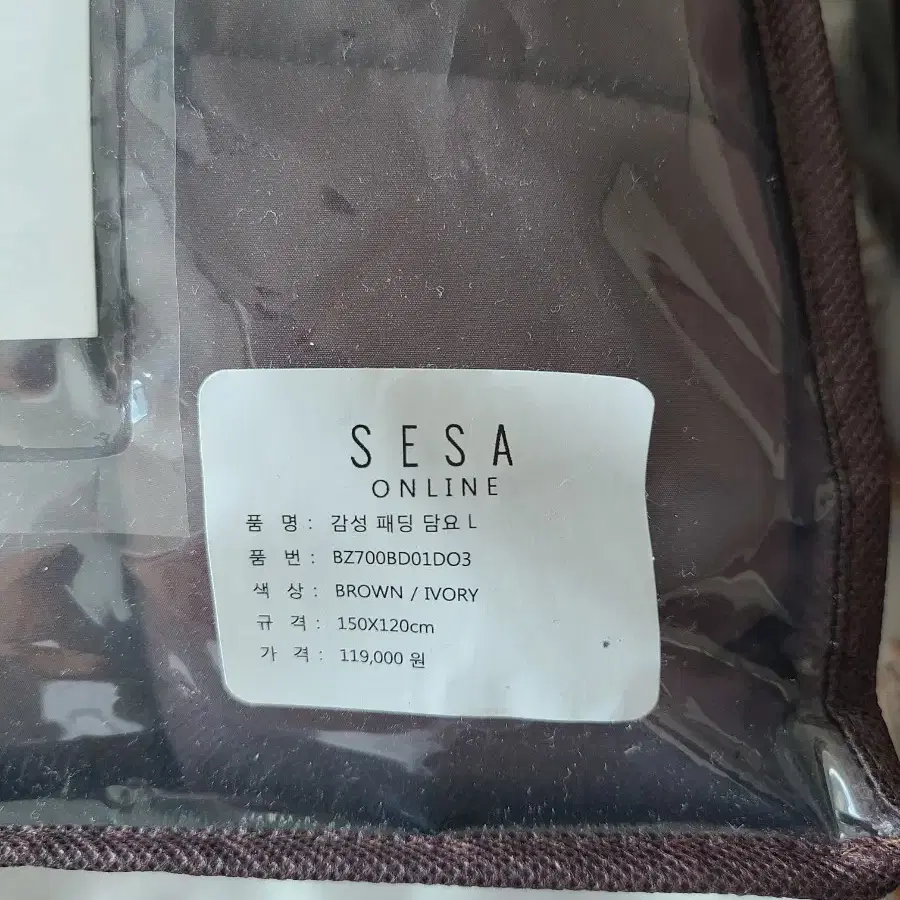 SESA
ONLINE
품 명 : 감성 패딩 담요 L
품 번 : BZ700BD01DO3
색 상 : BROWN / IVORY
규 격 : 150X120cm
가 격 : 119,000 원